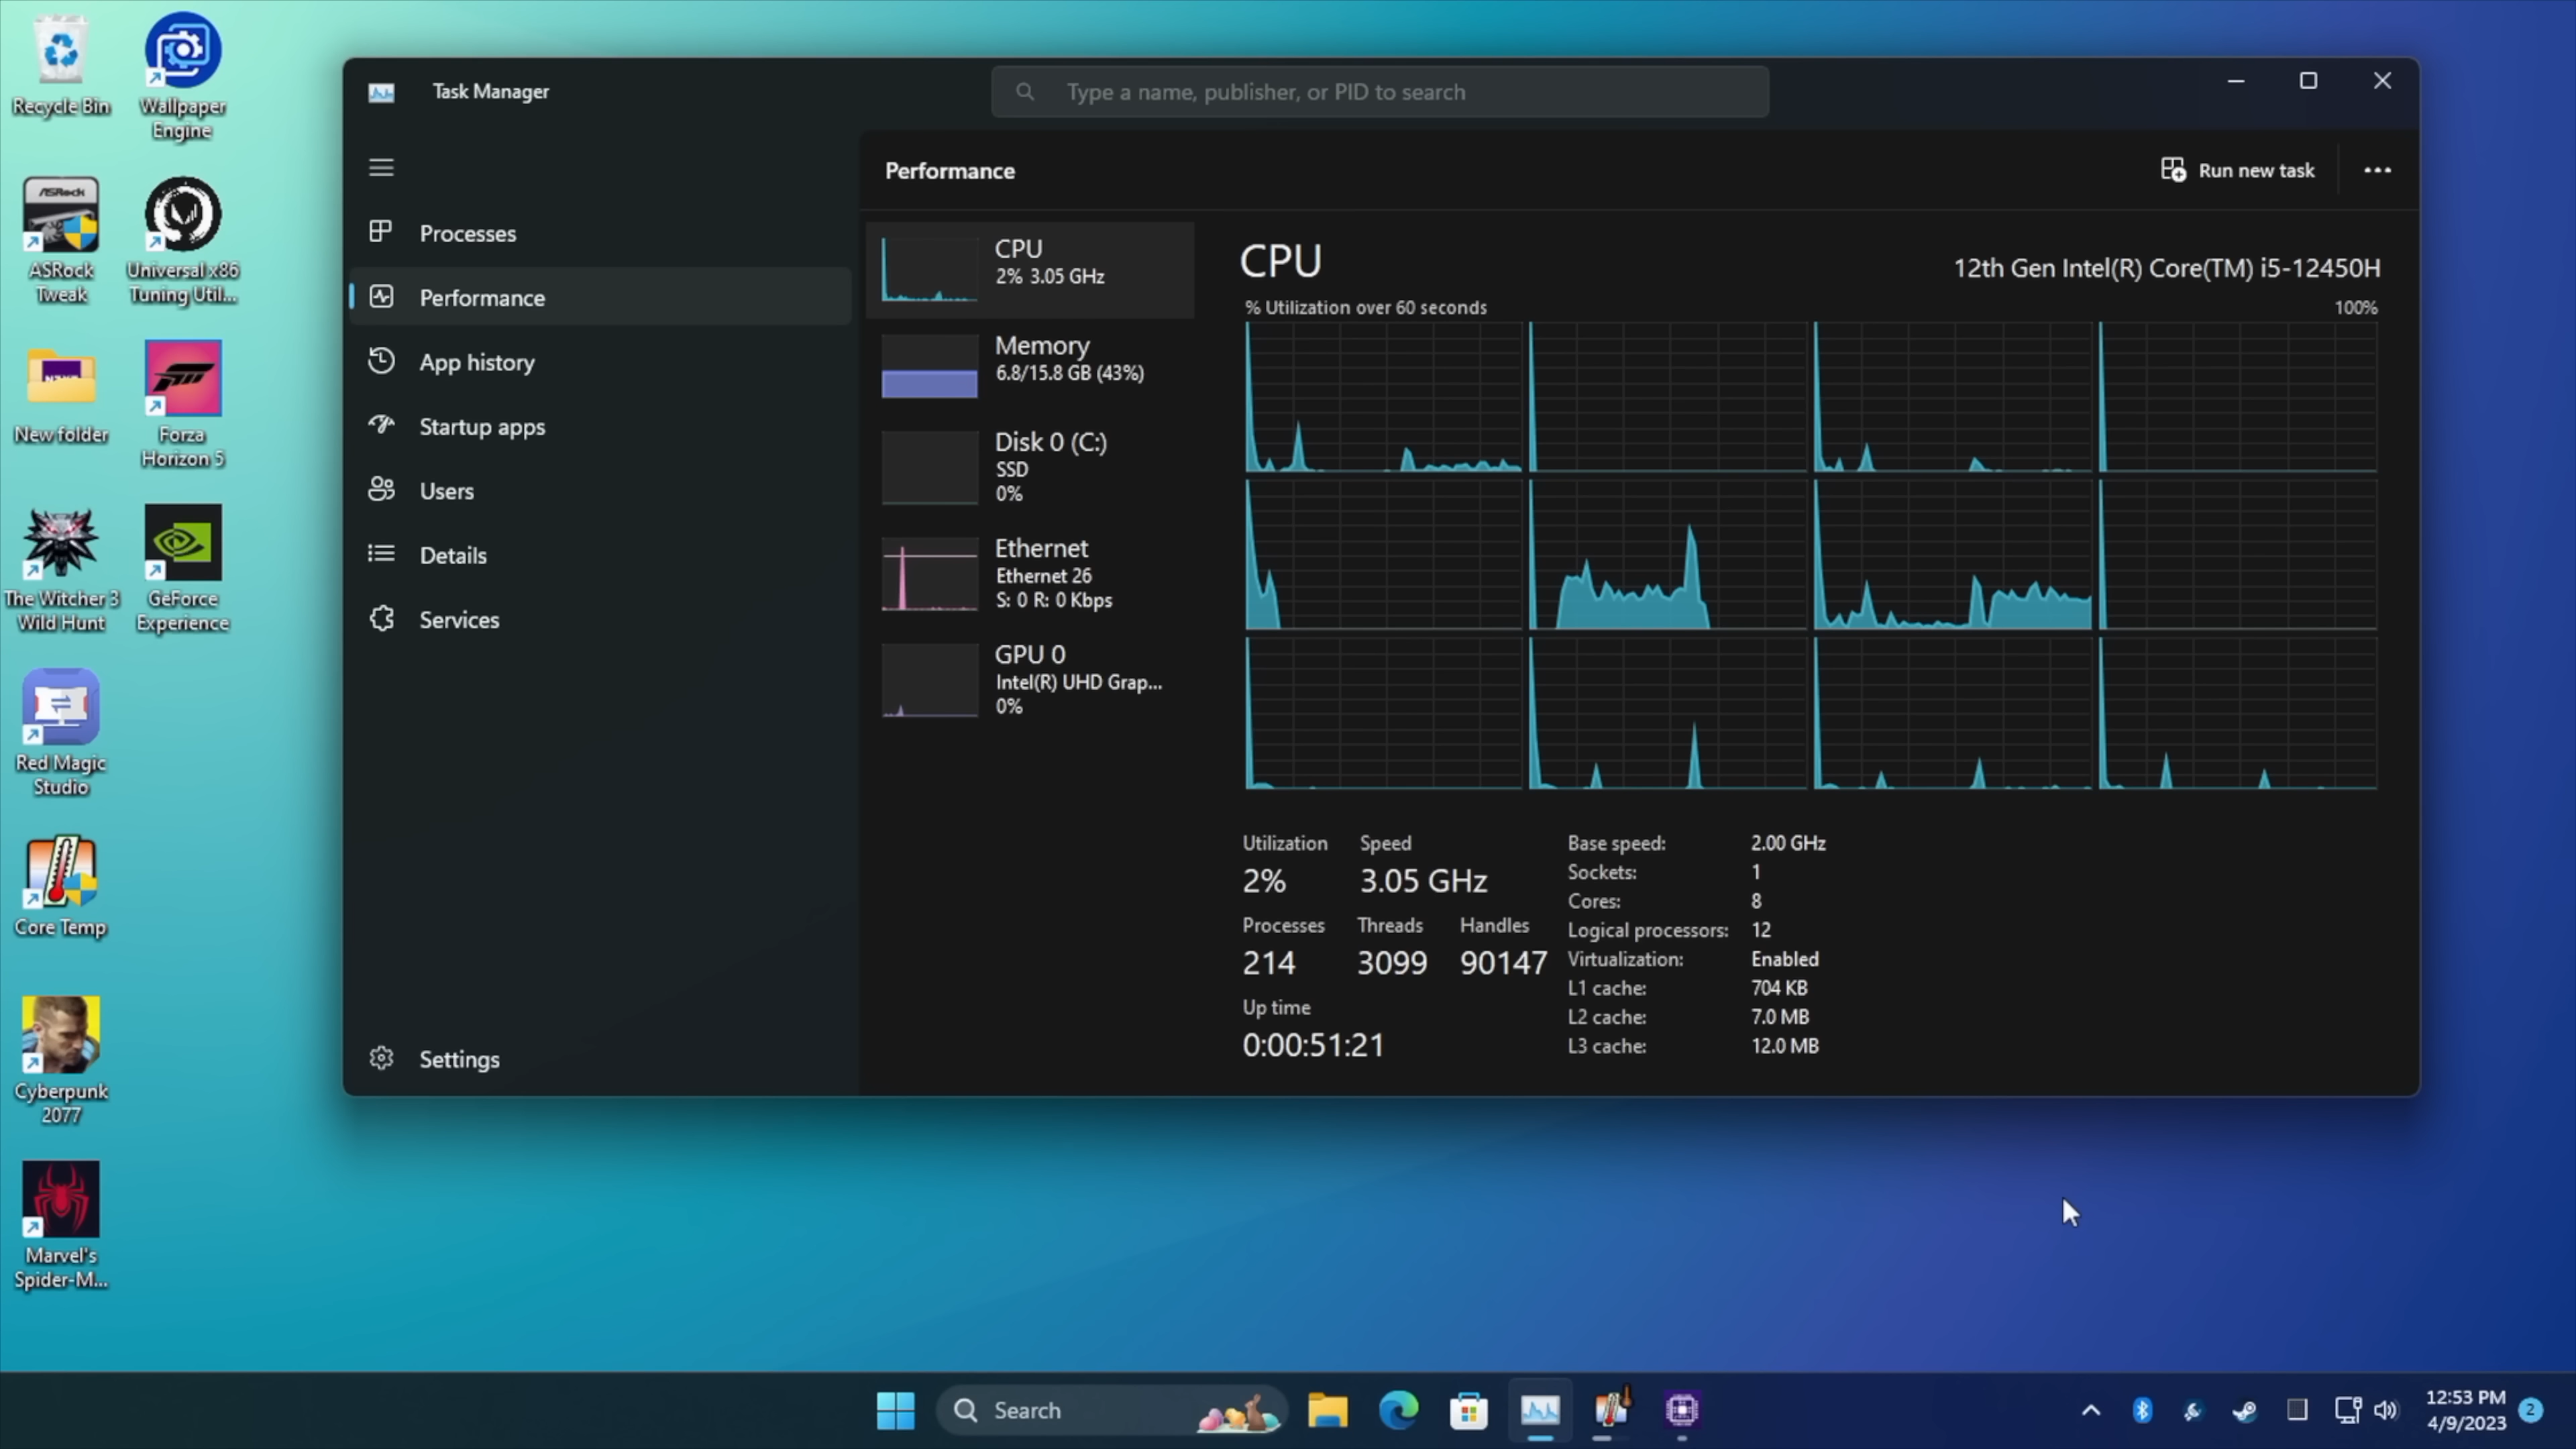 Recycle Bin
Wallpaper
Engine
ASRock
ASRock
Tweak
Universal x86
Tuning Util...
New folder
Forza
Horizon 5
The Witcher 3
Wild Hunt
GeForce
Experience
Red Magic
Studio
Core Temp
Cyberpunk
2077
Marvel's
Spider-M...
Task Manager
Type a name, publisher, or PID to search
Processes
Performance
App history
Startup apps
Users
Details
Services
Settings
Performance
Run new task
CPU
2% 3.05 GHz
Memory
6.8/15.8 GB (43%)
Disk 0 (C:)
SSD
0%
Ethernet
Ethernet 26
S: 0 R: 0 Kbps
GPU 0
Intel(R) UHD Grap...
0%
CPU
12th Gen Intel(R) Core(TM) i5-12450H
% Utilization over 60 seconds
100%
Utilization Speed
2% 3.05 GHz
Processes Threads Handles
214 3099 90147
Up time
0:00:51:21
Base speed: 2.00 GHz
Sockets: 1
Cores: 8
Logical processors: 12
Virtualization: Enabled
L1 cache: 704 KB
L2 cache: 7.0 MB
L3 cache: 12.0 MB
Search
12:53 PM
4/9/2023
2